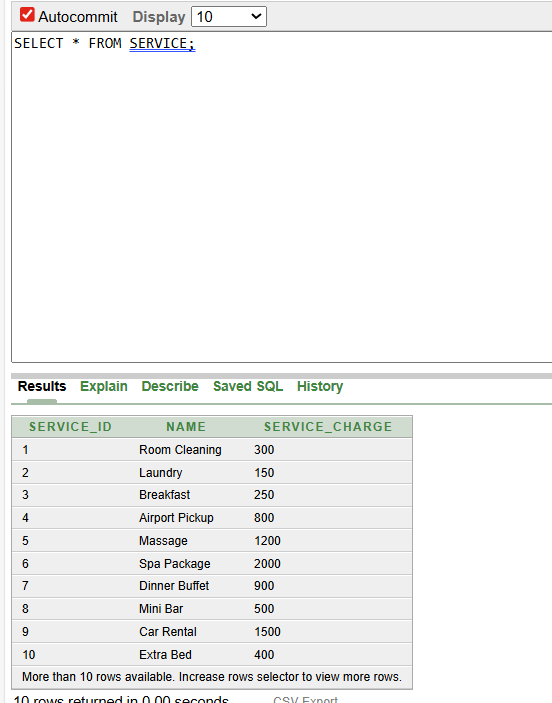 Autocommit Display 10
SELECT * FROM SERVICE;
Results Explain Describe Saved SQL History
SERVICE_ID NAME SERVICE_CHARGE
1 Room Cleaning 300
2 Laundry 150
3 Breakfast 250
4 Airport Pickup 800
5 Massage 1200
6 Spa Package 2000
7 Dinner Buffet 900
8 Mini Bar 500
9 Car Rental 1500
10 Extra Bed 400
More than 10 rows available. Increase rows selector to view more rows.
10 rows returned in 0.00 seconds CSV Export